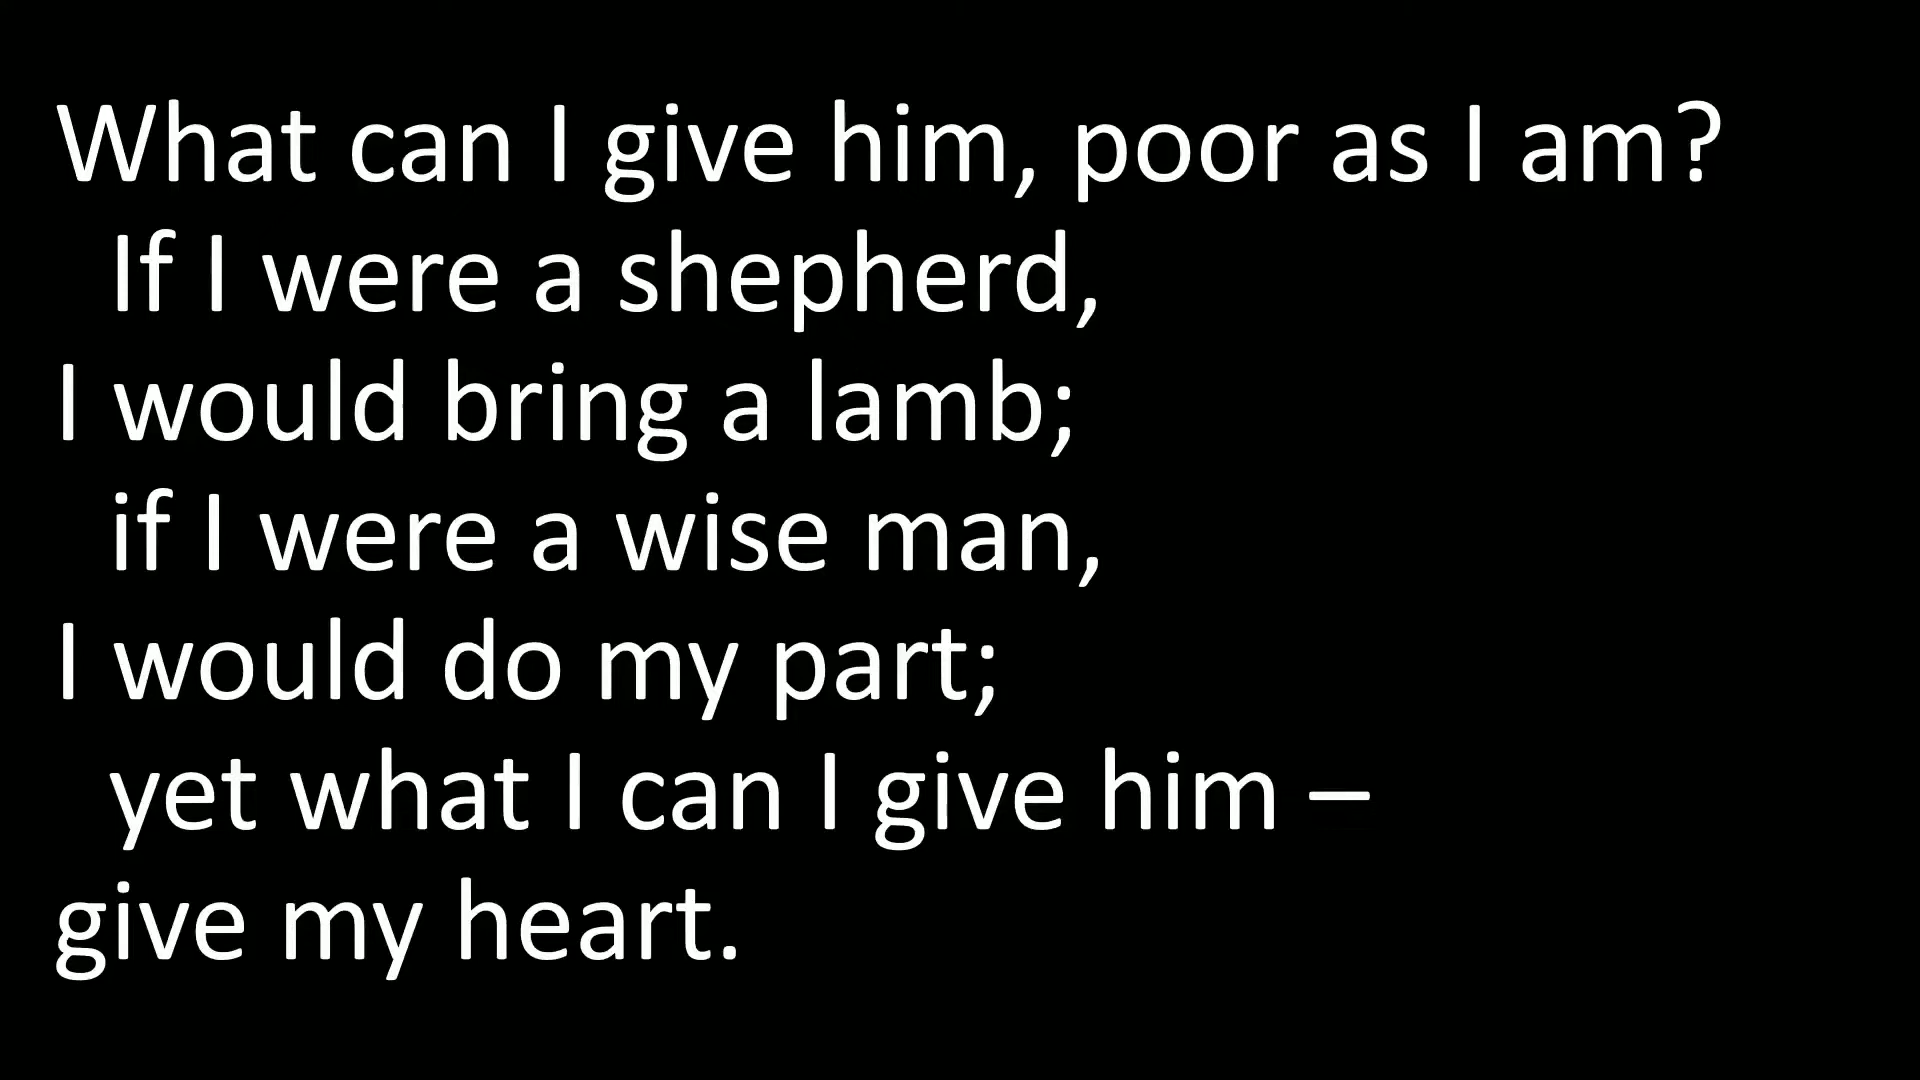 What can I give him, poor as I am?
If I were a shepherd,
I would bring a lamb;
if I were a wise man,
I would do my part;
yet what I can I give him –
give my heart.